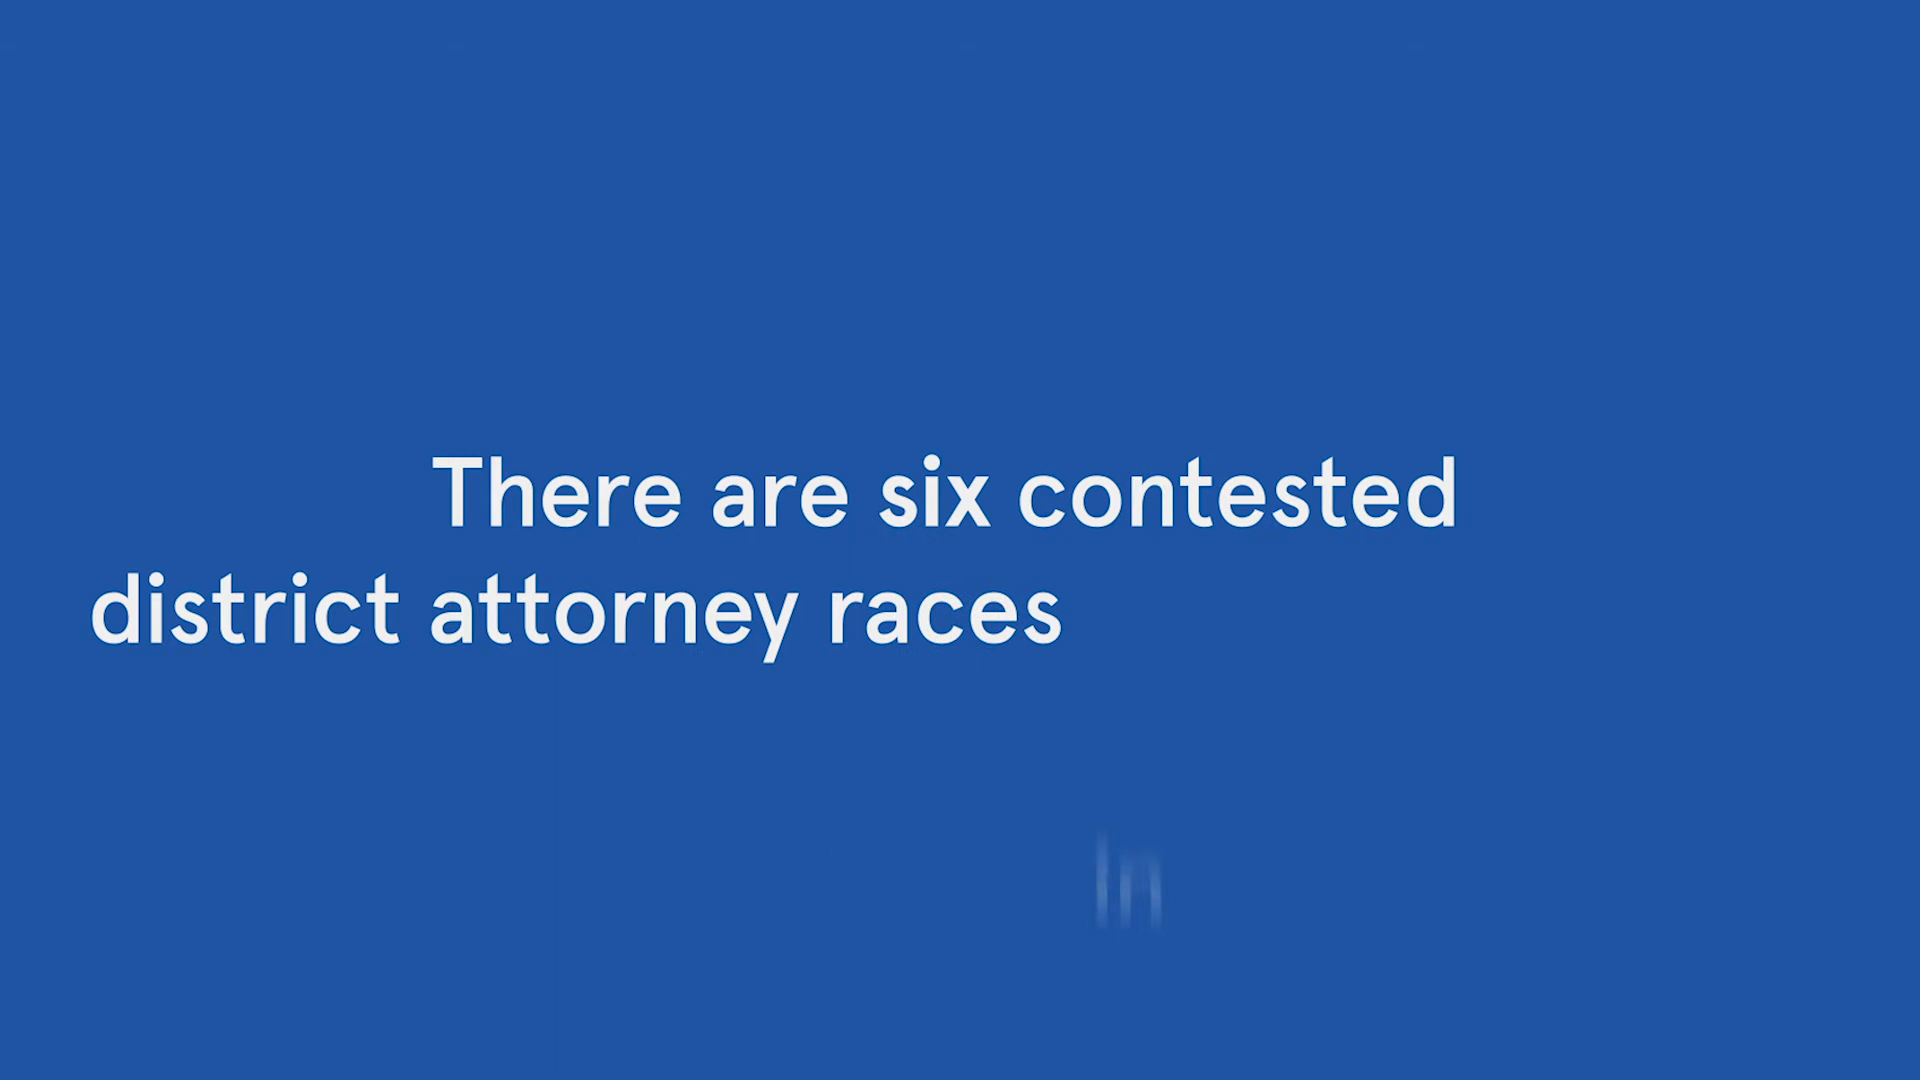 There are six contested
district attorney races